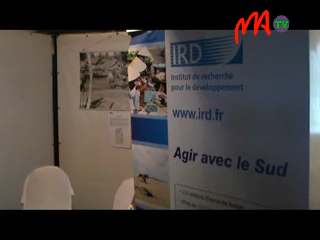 MA
TV
IRD
Institut de recherche
pour le développement
www.ird.fr
Agir avec le Sud